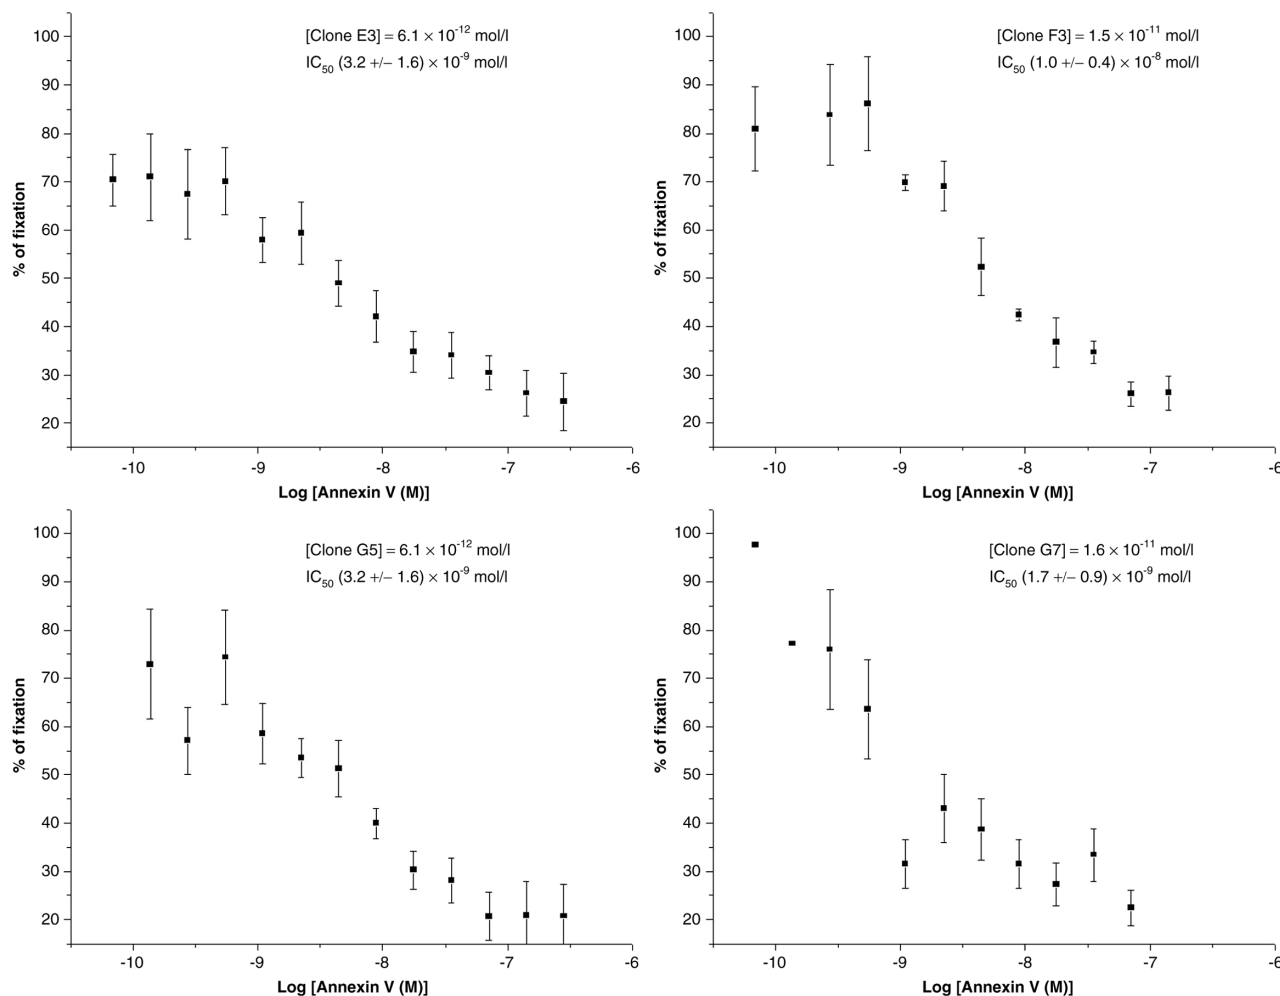 [Clone E3] = 6.1 × 10-12 mol/l
IC50 (3.2 +/– 1.6) × 10-9 mol/l
100
90
80
70
60
50
40
30
20
% of fixation
-10 -9 -8 -7 -6
Log [Annexin V (M)]
[Clone F3] = 1.5 × 10-11 mol/l
IC50 (1.0 +/– 0.4) × 10-8 mol/l
100
90
80
70
60
50
40
30
20
% of fixation
-10 -9 -8 -7 -6
Log [Annexin V (M)]
[Clone G5] = 6.1 × 10-12 mol/l
IC50 (3.2 +/– 1.6) × 10-9 mol/l
100
90
80
70
60
50
40
30
20
% of fixation
-10 -9 -8 -7 -6
Log [Annexin V (M)]
[Clone G7] = 1.6 × 10-11 mol/l
IC50 (1.7 +/– 0.9) × 10-9 mol/l
100
90
80
70
60
50
40
30
20
% of fixation
-10 -9 -8 -7 -6
Log [Annexin V (M)]